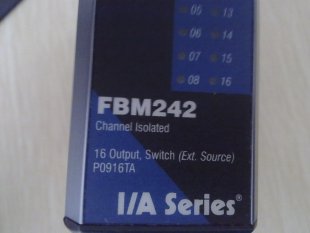 05 13
06 14
07 15
08 16
FBM242
Channel Isolated
16 Output, Switch (Ext. Source)
P0916TA
I/A Series®